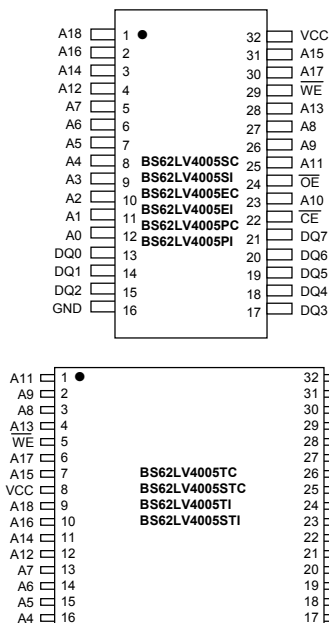 A18 1 32 VCC
A16 2 31 A15
A14 3 30 A17
A12 4 29 WE
A7 5 28 A13
A6 6 27 A8
A5 7 26 A9
A4 8 BS62LV4005SC 25 A11
A3 9 BS62LV4005SI 24 OE
A2 10 BS62LV4005EC 23 A10
A1 11 BS62LV4005EI 22 CE
A0 12 BS62LV4005PC 21 DQ7
DQ0 13 BS62LV4005PI 20 DQ6
DQ1 14 19 DQ5
DQ2 15 18 DQ4
GND 16 17 DQ3
A11 1 32
A9 2 31
A8 3 30
A13 4 29
WE 5 28
A17 6 27
A15 7 BS62LV4005TC 26
VCC 8 BS62LV4005STC 25
A18 9 BS62LV4005TI 24
A16 10 BS62LV4005STI 23
A14 11 22
A12 12 21
A7 13 20
A6 14 19
A5 15 18
A4 16 17